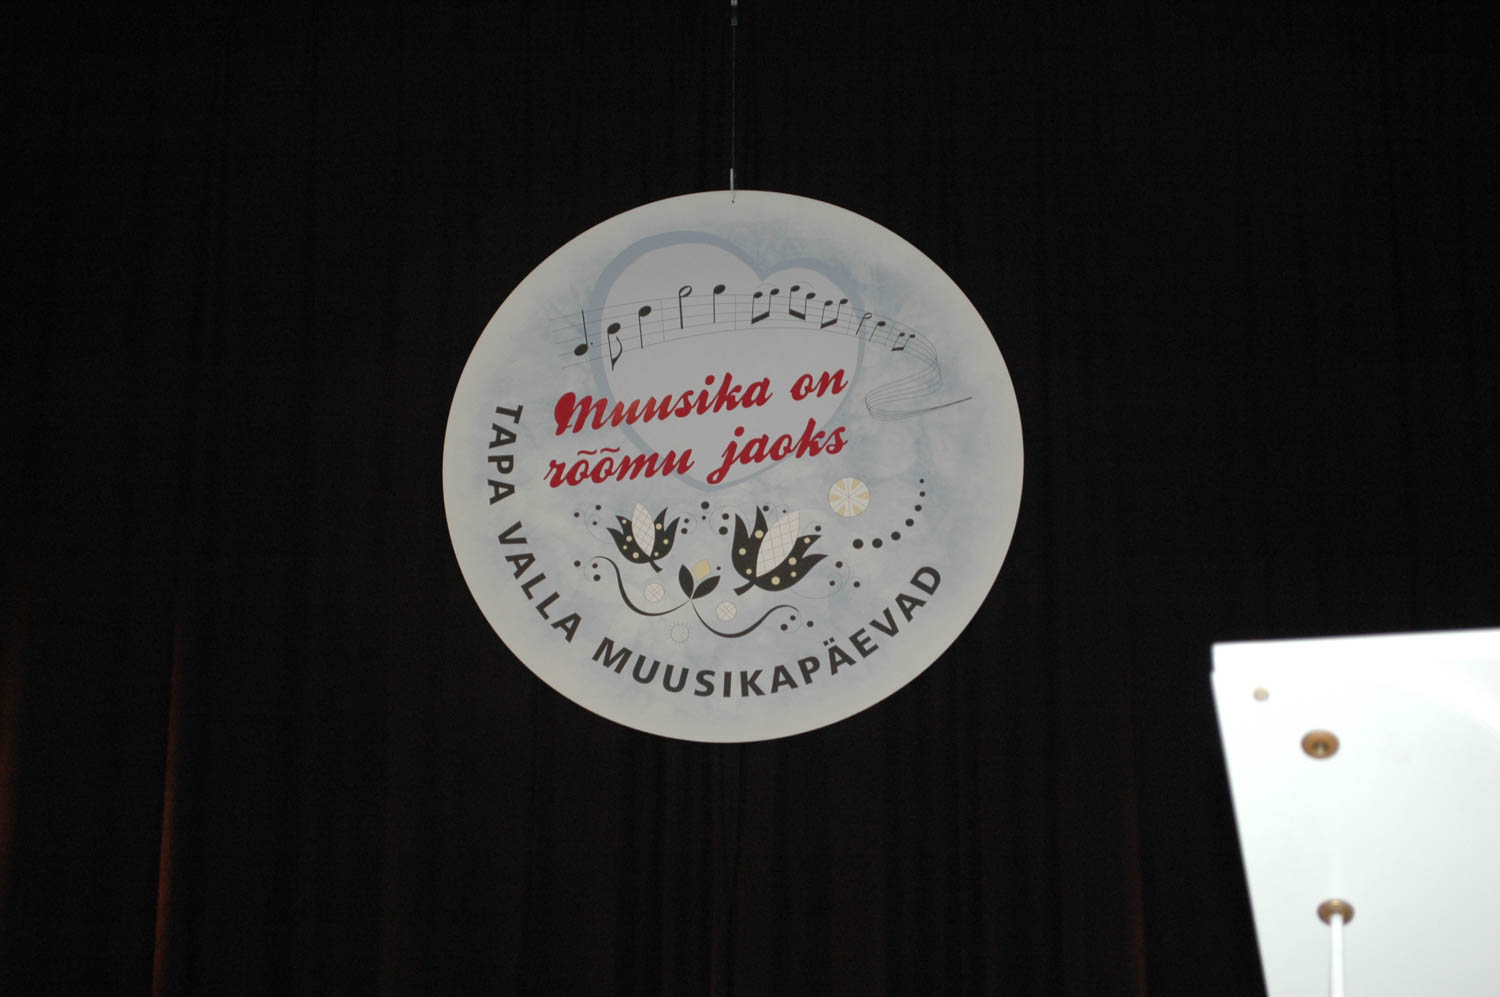 Muusika on
rõõmu jaoks
TAPA VALLA MUUSIKAPÄEVAD